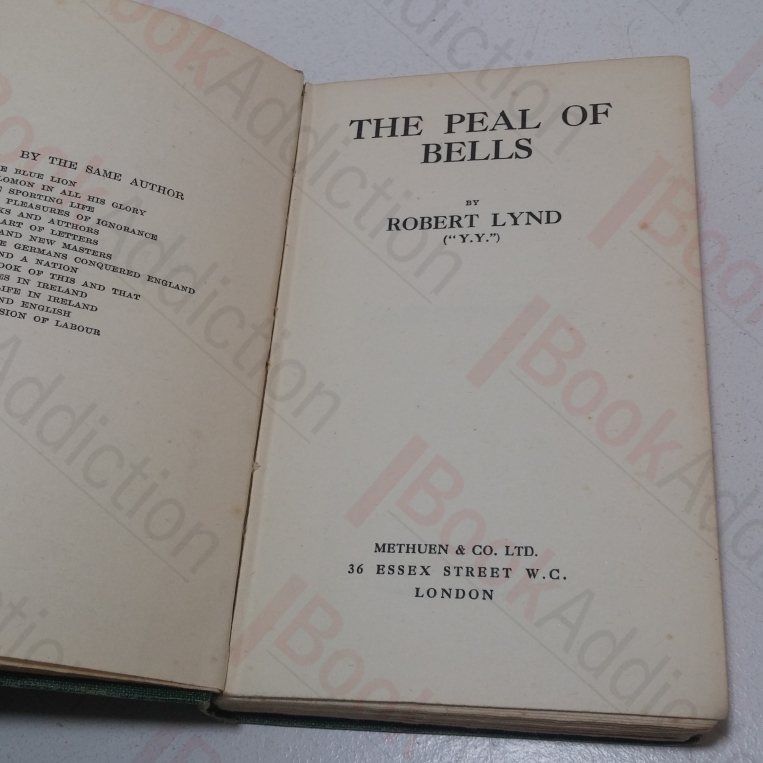 BY THE SAME AUTHOR
BLUE LION
IN ALL HIS GLORY
SPORTING LIFE
PLEASURES OF IGNORANCE
AND AUTHORS
ART OF LETTERS
AND NEW MASTERS
GERMANS CONQUERED ENGLAND
A NATION
OF THIS AND THAT
IN IRELAND
IN IRELAND
ENGLISH
OF LABOUR
THE PEAL OF
BELLS
BY
ROBERT LYND
("Y.Y.")
METHUEN & CO. LTD.
36 ESSEX STREET W.C.
LONDON
BookAddiction